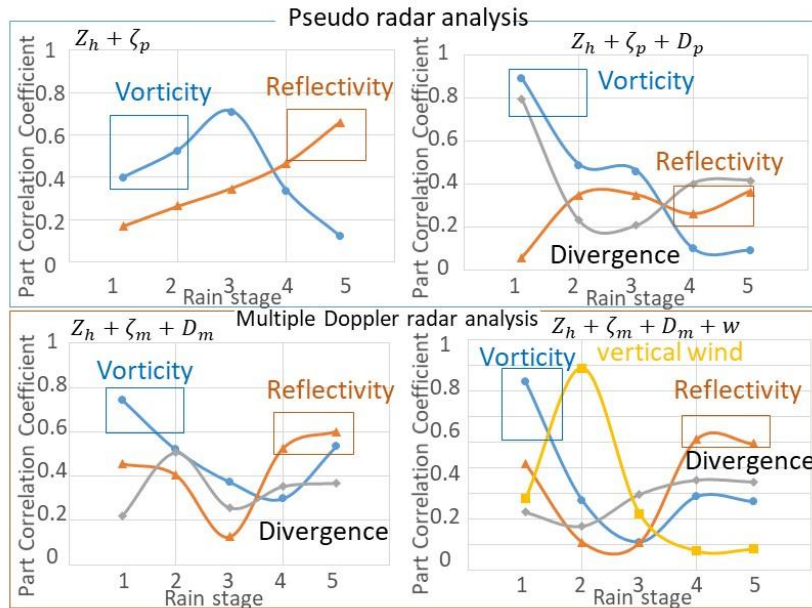 Pseudo radar analysis
Z_h + ζ_p
Part Correlation Coefficient
1
0.8
0.6
0.4
0.2
0
Vorticity
Reflectivity
1 2 3 4 5
Rain stage
Z_h + ζ_p + D_p
Part Correlation Coefficient
1
0.8
0.6
0.4
0.2
0
Vorticity
Reflectivity
Divergence
1 2 3 4 5
Rain stage
Multiple Doppler radar analysis
Z_h + ζ_m + D_m
Part Correlation Coefficient
1
0.8
0.6
0.4
0.2
0
Vorticity
Reflectivity
Divergence
1 2 3 4 5
Rain stage
Z_h + ζ_m + D_m + w
Part Correlation Coefficient
1
0.8
0.6
0.4
0.2
0
Vorticity
vertical wind
Reflectivity
Divergence
1 2 3 4 5
Rain stage